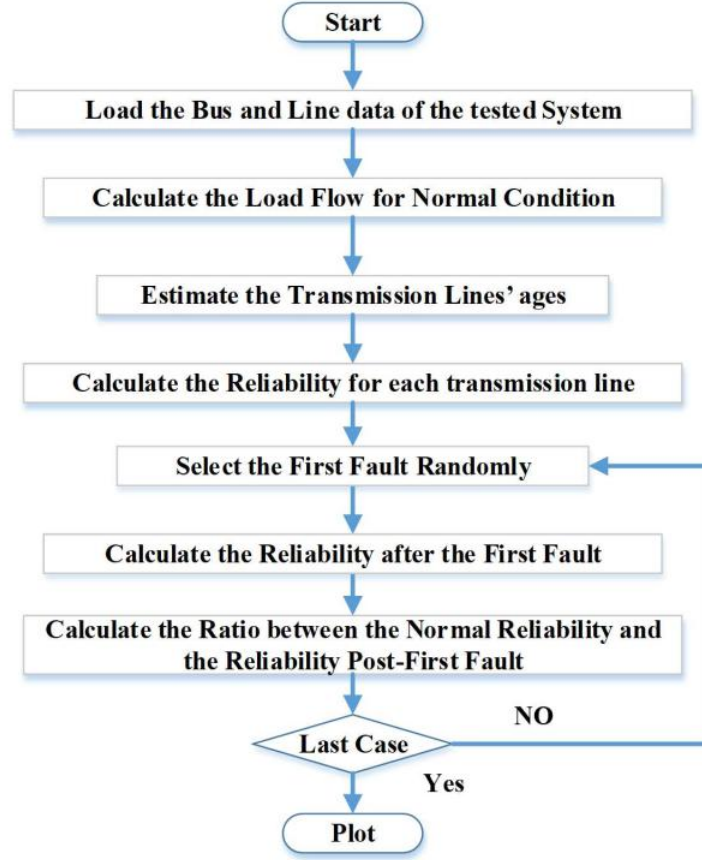 Start
Load the Bus and Line data of the tested System
Calculate the Load Flow for Normal Condition
Estimate the Transmission Lines’ ages
Calculate the Reliability for each transmission line
Select the First Fault Randomly
Calculate the Reliability after the First Fault
Calculate the Ratio between the Normal Reliability and
the Reliability Post-First Fault
NO
Last Case
Yes
Plot